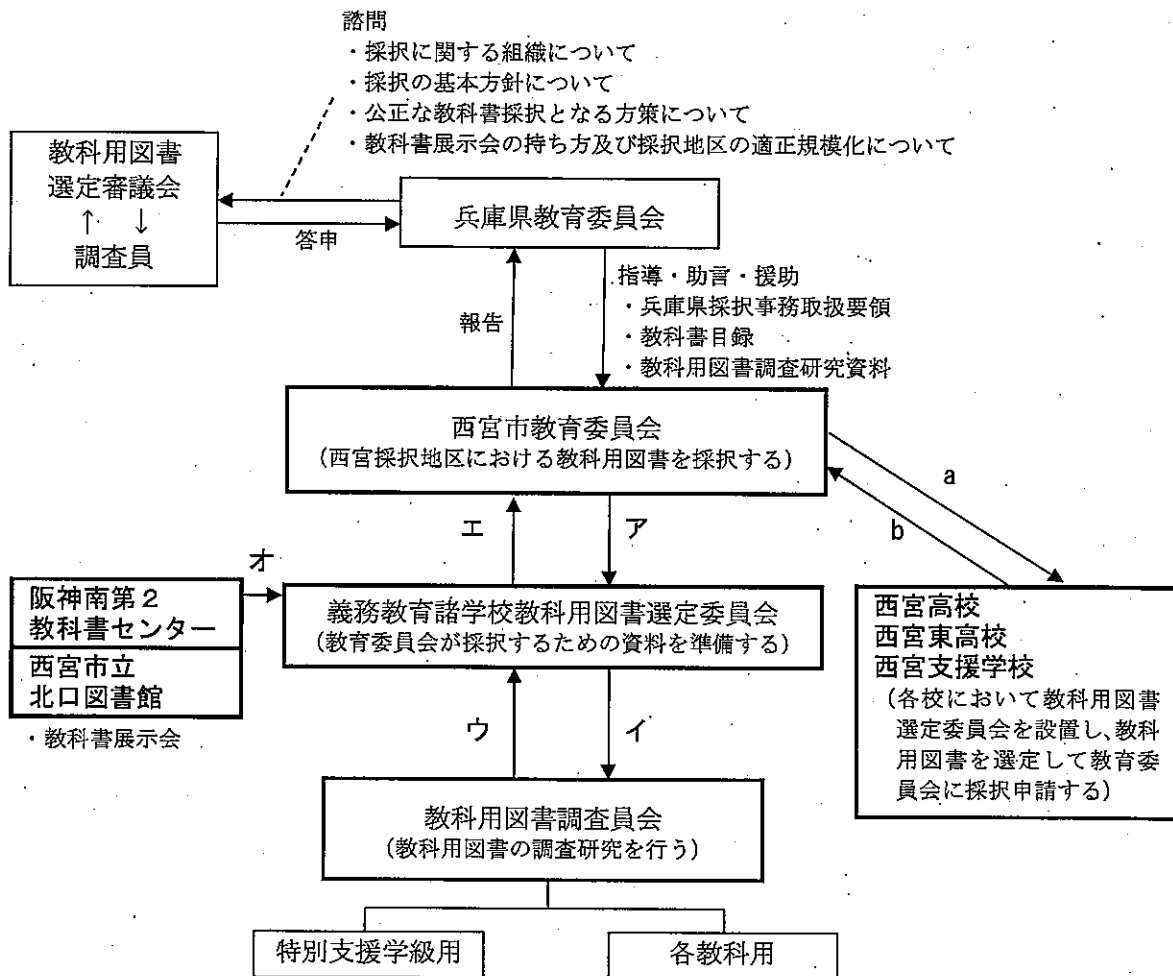 諮問
・採択に関する組織について
・採択の基本方針について
・公正な教科書採択となる方策について
・教科書展示会の持ち方及び採択地区の適正規模化について
教科用図書
選定審議会
↑ ↓
調査員
兵庫県教育委員会
答申
報告
指導・助言・援助
・兵庫県採択事務取扱要領
・教科書目録
・教科用図書調査研究資料
西宮市教育委員会
(西宮採択地区における教科用図書を採択する)
a
b
エ
ア
オ
阪神南第2
教科書センター
西宮市立
北口図書館
・教科書展示会
義務教育諸学校教科用図書選定委員会
(教育委員会が採択するための資料を準備する)
西宮高校
西宮東高校
西宮支援学校
(各校において教科用図書
選定委員会を設置し、教科
用図書を選定して教育委
員会に採択申請する)
ウ
イ
教科用図書調査員会
(教科用図書の調査研究を行う)
特別支援学級用
各教科用